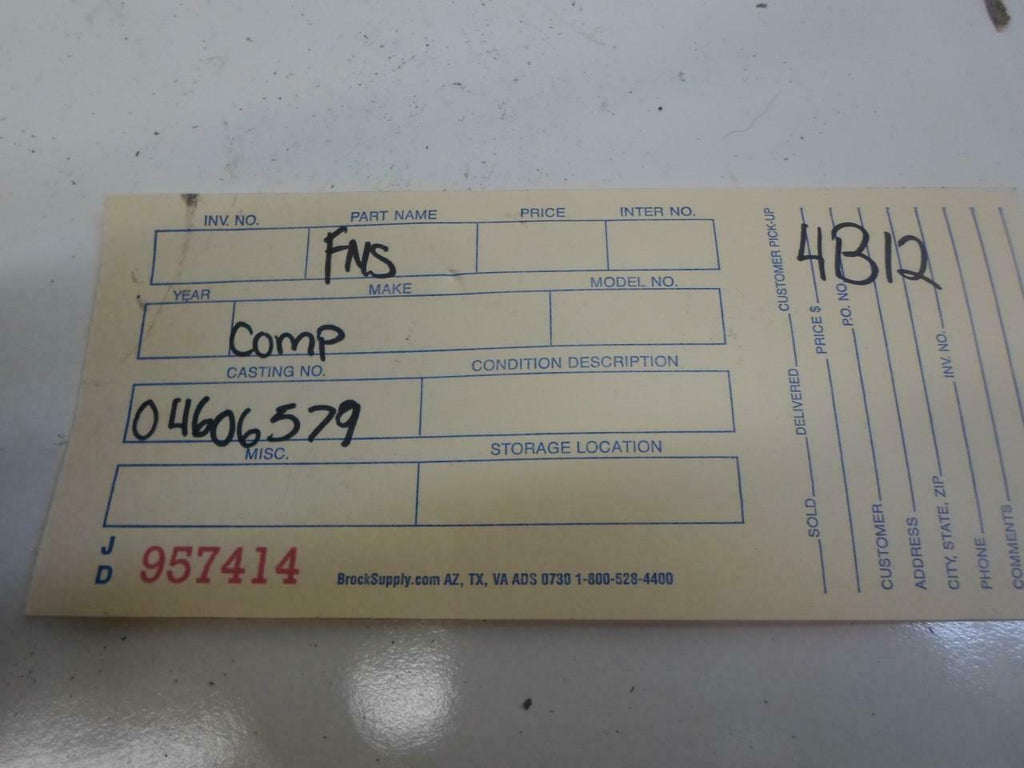 INV. NO. PART NAME PRICE INTER NO.
FNS
YEAR MAKE MODEL NO.
Comp
CASTING NO. CONDITION DESCRIPTION
04606579
MISC. STORAGE LOCATION
J
D 957414
BrockSupply.com AZ, TX, VA ADS 0730 1-800-528-4400
4B12
SOLD DELIVERED CUSTOMER PICK-UP
PRICE $
P.O. NO.
CUSTOMER
ADDRESS
CITY, STATE, ZIP INV. NO.
PHONE
COMMENTS